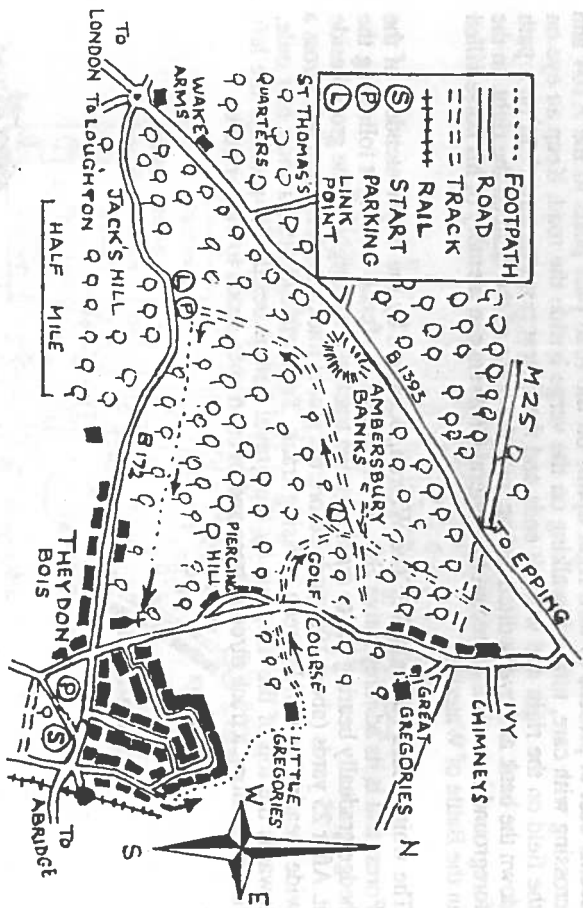 FOOTPATH
ROAD
TRACK
RAIL
S START
P PARKING
L LINK
POINT
M25
TO EPPING
B1393
AMBERSBURY
BANKS
ST THOMAS'S
QUARTERS
WAKE
ARMS
TO
LONDON
TO LOUGHTON
JACK'S HILL
HALF MILE
L
P
B172
L
PIERCING
HILL
GOLF
COURSE
IVY
CHIMNEYS
GREAT
GREGORIES
LITTLE
GREGORIES
THEYDON
BOIS
P
S
TO
ABRIDGE
N
W
E
S